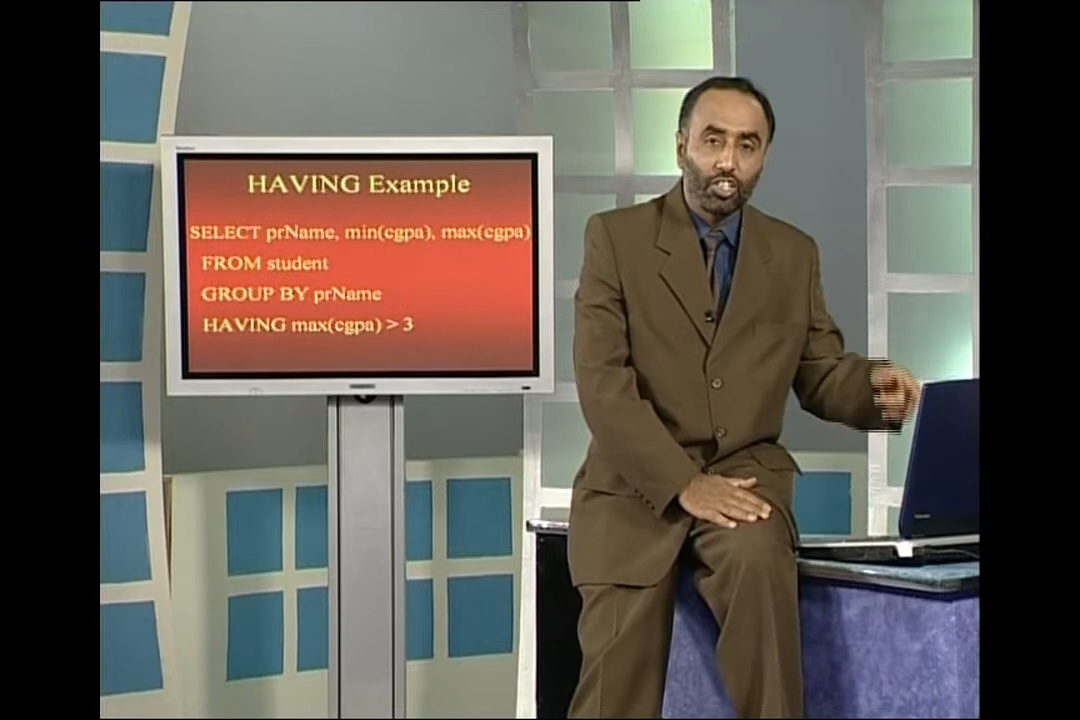 HAVING Example
SELECT prName, min(cgpa), max(cgpa)
FROM student
GROUP BY prName
HAVING max(cgpa) > 3